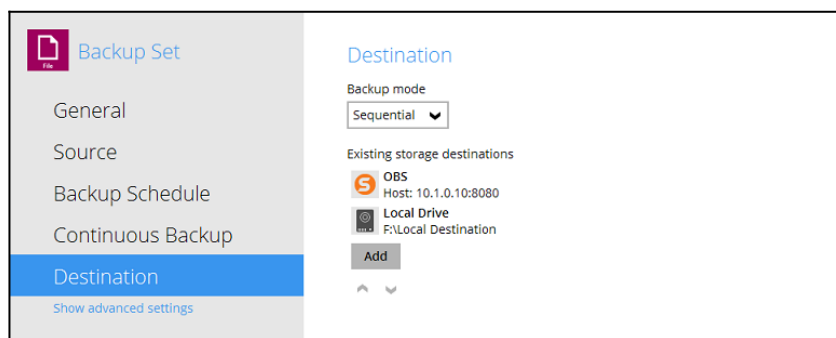 Backup Set
File
General
Source
Backup Schedule
Continuous Backup
Destination
Show advanced settings
Destination
Backup mode
Sequential
Existing storage destinations
OBS
Host: 10.1.0.10:8080
Local Drive
F:\Local Destination
Add